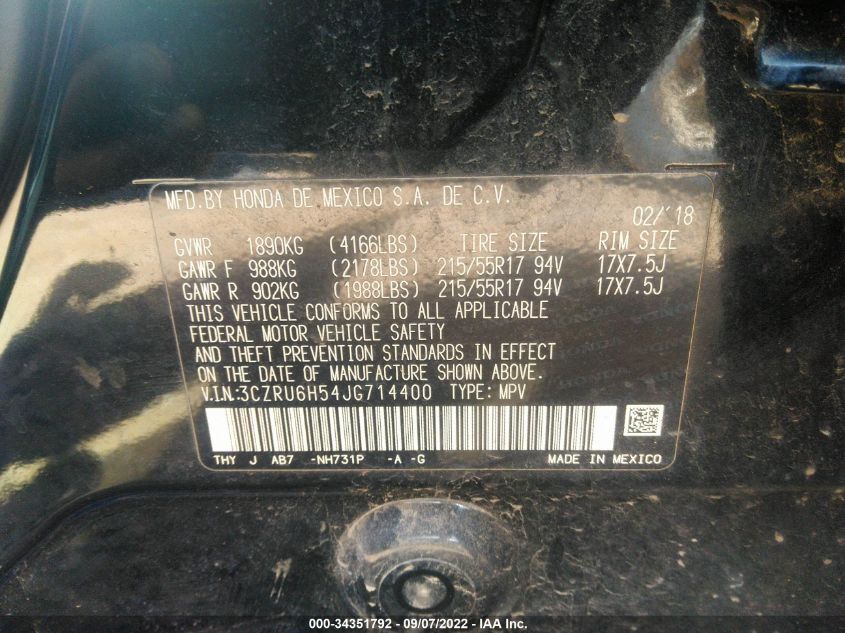 MFD.BY HONDA DE MEXICO S.A. DE C.V.
02/'18
GVWR 1890KG (4166LBS) TIRE SIZE RIM SIZE
GAWR F 988KG (2178LBS) 215/55R17 94V 17X7.5J
GAWR R 902KG (1988LBS) 215/55R17 94V 17X7.5J
THIS VEHICLE CONFORMS TO ALL APPLICABLE
FEDERAL MOTOR VEHICLE SAFETY
AND THEFT PREVENTION STANDARDS IN EFFECT
ON THE DATE OF MANUFACTURE SHOWN ABOVE.
V.IN:3CZRU6H54JG714400 TYPE: MPV
THY J AB7 -NH731P -A -G MADE IN MEXICO
000-34351792 - 09/07/2022 - IAA Inc.